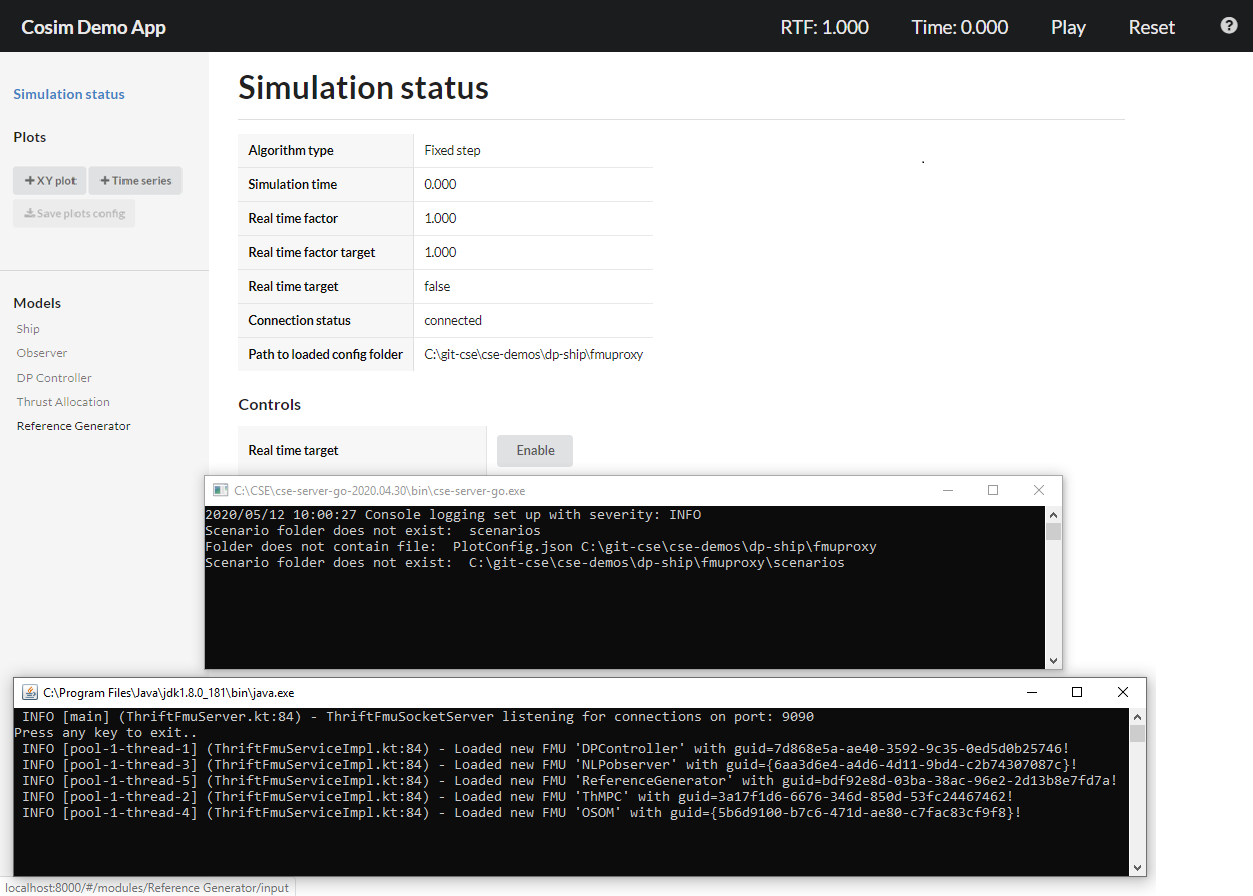 Cosim Demo App
RTF: 1.000 Time: 0.000 Play Reset ?
Simulation status
Plots
+ XY plot + Time series
Save plots config
Models
Ship
Observer
DP Controller
Thrust Allocation
Reference Generator
Simulation status
Algorithm type Fixed step
Simulation time 0.000
Real time factor 1.000
Real time factor target 1.000
Real time target false
Connection status connected
Path to loaded config folder C:\git-cse\cse-demos\dp-ship\fmuproxy
Controls
Real time target Enable
C:\CSE\cse-server-go-2020.04.30\bin\cse-server-go.exe
2020/05/12 10:00:27 Console logging set up with severity: INFO
Scenario folder does not exist:  scenarios
Folder does not contain file:  PlotConfig.json C:\git-cse\cse-demos\dp-ship\fmuproxy
Scenario folder does not exist:  C:\git-cse\cse-demos\dp-ship\fmuproxy\scenarios
C:\Program Files\Java\jdk1.8.0_181\bin\java.exe
INFO [main] (ThriftFmuServer.kt:84) - ThriftFmuSocketServer listening for connections on port: 9090
Press any key to exit..
INFO [pool-1-thread-1] (ThriftFmuServiceImpl.kt:84) - Loaded new FMU 'DPController' with guid=7d868e5a-ae40-3592-9c35-0ed5d0b25746!
INFO [pool-1-thread-3] (ThriftFmuServiceImpl.kt:84) - Loaded new FMU 'NLPobserver' with guid={6aa3d6e4-a4d6-4d11-9bd4-c2b74307087c}!
INFO [pool-1-thread-5] (ThriftFmuServiceImpl.kt:84) - Loaded new FMU 'ReferenceGenerator' with guid=bdf92e8d-03ba-38ac-96e2-2d13b8e7fd7a!
INFO [pool-1-thread-2] (ThriftFmuServiceImpl.kt:84) - Loaded new FMU 'ThMPC' with guid=3a17f1d6-6676-346d-850d-53fc24467462!
INFO [pool-1-thread-4] (ThriftFmuServiceImpl.kt:84) - Loaded new FMU 'OSOM' with guid={5b6d9100-b7c6-471d-ae80-c7fac83cf9f8}!
localhost:8000/#/modules/Reference Generator/input